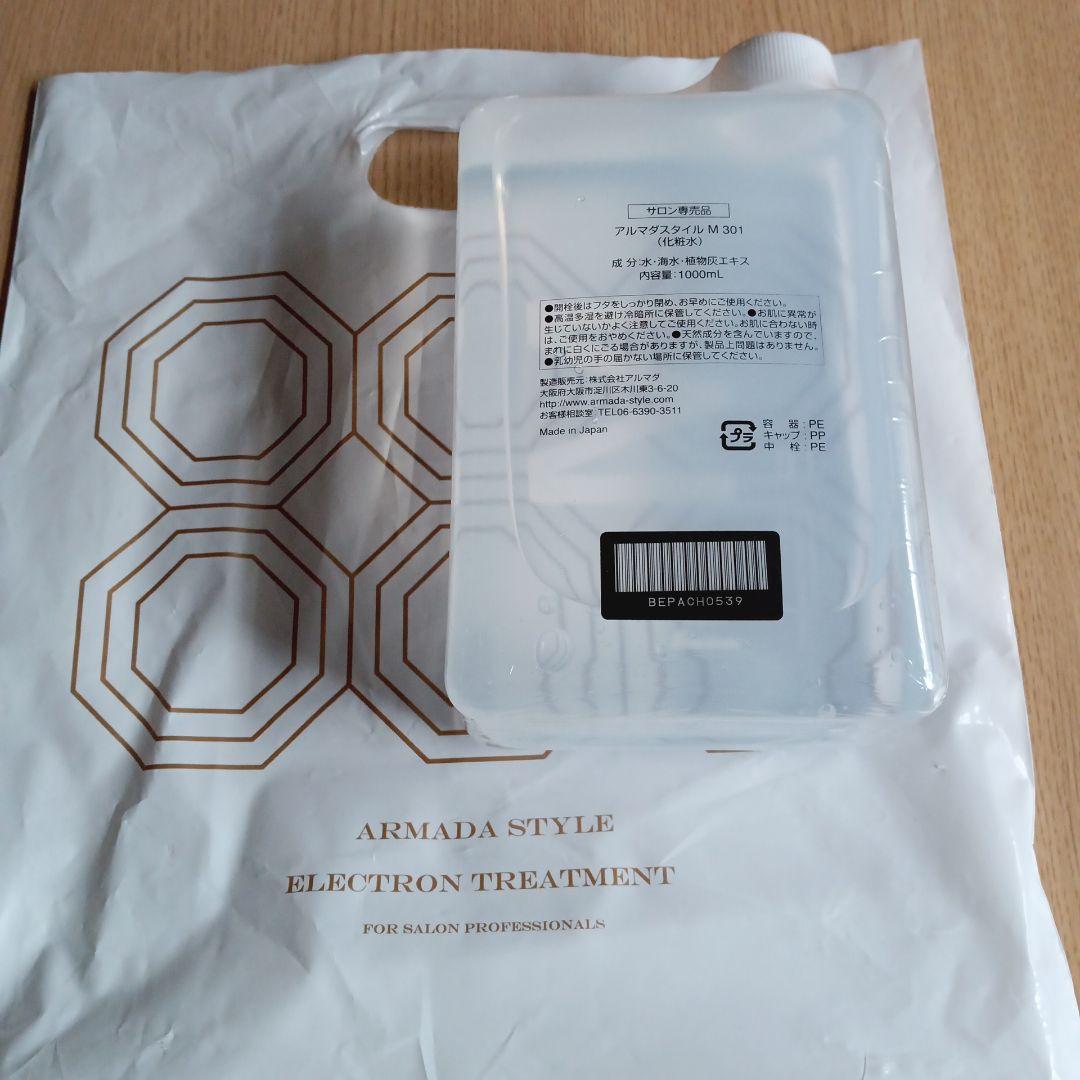 サロン専売品
アルマダスタイル M 301
(化粧水)
成 分:水・海水・植物灰エキス
内容量:1000mL
●開栓後はフタをしっかり閉め、お早めにご使用ください。
●高温多湿を避け冷暗所に保管してください。●お肌に異常が
生じていないかよく注意してご使用ください。お肌に合わない時
は、ご使用をおやめください。●天然成分を含んでいますので、
まれに白くにごる場合がありますが、製品上問題はありません。
●乳幼児の手の届かない場所に保管してください。
製造販売元:株式会社アルマダ
大阪府大阪市淀川区木川東3-6-20
http://www.armada-style.com
お客様相談室:TEL06-6390-3511
Made in Japan
プラ
容 器:PE
キャップ:PP
中 栓:PE
BEPACH0539
ARMADA STYLE
ELECTRON TREATMENT
FOR SALON PROFESSIONALS